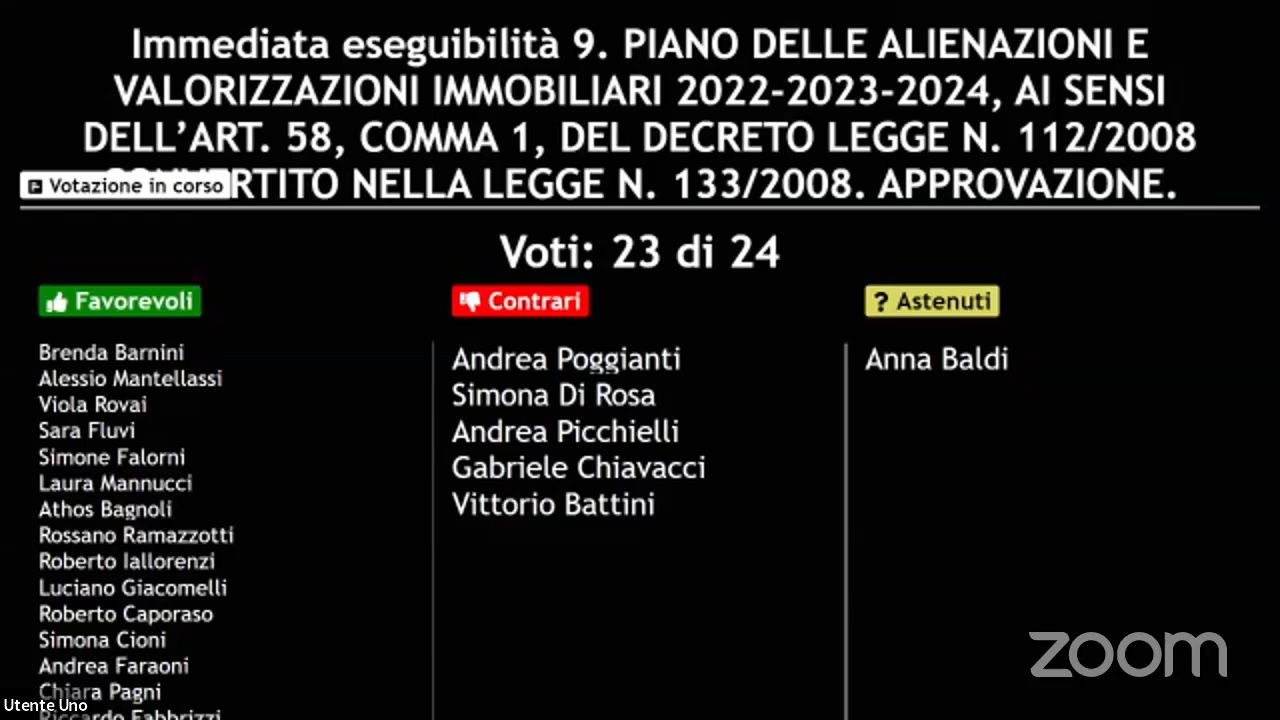 Immediata eseguibilità 9. PIANO DELLE ALIENAZIONI E
VALORIZZAZIONI IMMOBILIARI 2022-2023-2024, AI SENSI
DELL’ART. 58, COMMA 1, DEL DECRETO LEGGE N. 112/2008
Votazione in corso
RTITO NELLA LEGGE N. 133/2008. APPROVAZIONE.
Voti: 23 di 24
Favorevoli
Brenda Barnini
Alessio Mantellassi
Viola Rovai
Sara Fluvi
Simone Falorni
Laura Mannucci
Athos Bagnoli
Rossano Ramazzotti
Roberto Iallorenzi
Luciano Giacomelli
Roberto Caporaso
Simona Cioni
Andrea Faraoni
Chiara Pagni
Riccardo Fabbrizzi
Contrari
Andrea Poggianti
Simona Di Rosa
Andrea Picchielli
Gabriele Chiavacci
Vittorio Battini
? Astenuti
Anna Baldi
zoom
Utente Uno